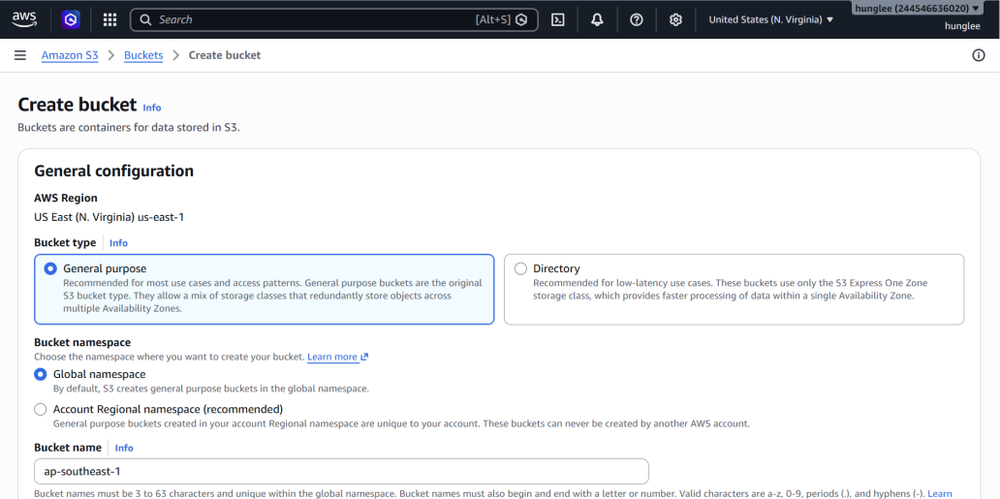 aws
Search
[Alt+S]
United States (N. Virginia) ▼
hunglee (244546636020) ▼
hunglee
Amazon S3 > Buckets > Create bucket
Create bucket Info
Buckets are containers for data stored in S3.
General configuration
AWS Region
US East (N. Virginia) us-east-1
Bucket type Info
General purpose
Recommended for most use cases and access patterns. General purpose buckets are the original
S3 bucket type. They allow a mix of storage classes that redundantly store objects across
multiple Availability Zones.
Directory
Recommended for low-latency use cases. These buckets use only the S3 Express One Zone
storage class, which provides faster processing of data within a single Availability Zone.
Bucket namespace
Choose the namespace where you want to create your bucket. Learn more
Global namespace
By default, S3 creates general purpose buckets in the global namespace.
Account Regional namespace (recommended)
General purpose buckets created in your account Regional namespace are unique to your account. These buckets can never be created by another AWS account.
Bucket name Info
ap-southeast-1
Bucket names must be 3 to 63 characters and unique within the global namespace. Bucket names must also begin and end with a letter or number. Valid characters are a-z, 0-9, periods (.), and hyphens (-). Learn